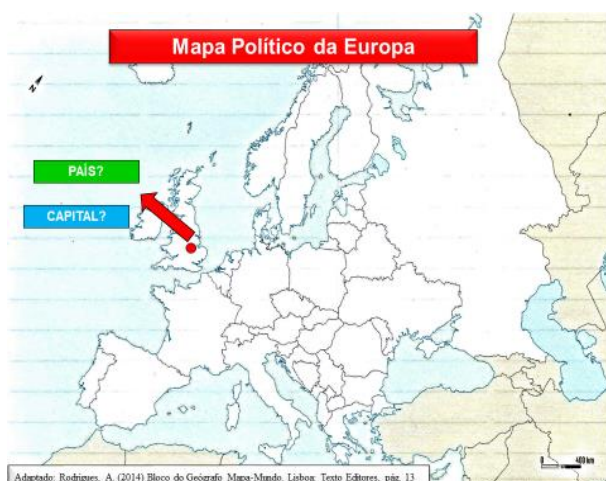 Mapa Político da Europa
N
PAÍS?
CAPITAL?
0 400 km
Adaptado: Rodrigues, A. (2014) Bloco do Geógrafo. Mapa-Mundo. Lisboa: Texto Editores, pág. 13